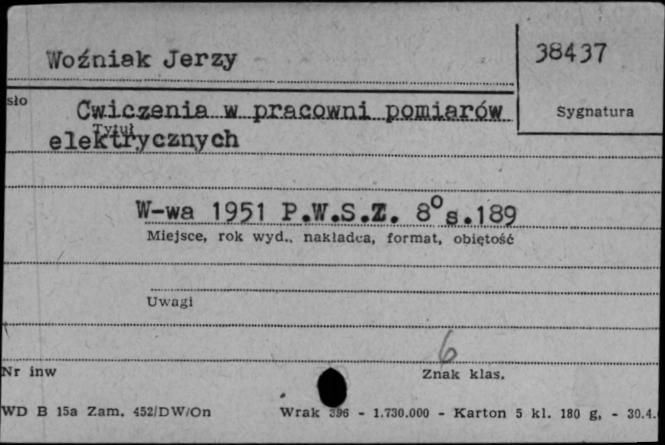 Woźniak Jerzy
38437
sło
Cwiczenia w pracowni pomiarów
Sygnatura
Tytuł
elektrycznych
W-wa 1951 P.W.S.Z. 8° s.189
Miejsce, rok wyd., nakładca, format, obiętość
Uwagi
6
Nr inw
Znak klas.
WD B 15a Zam. 452/DW/On Wrak 396 - 1.730.000 - Karton 5 kl. 180 g, - 30.4.